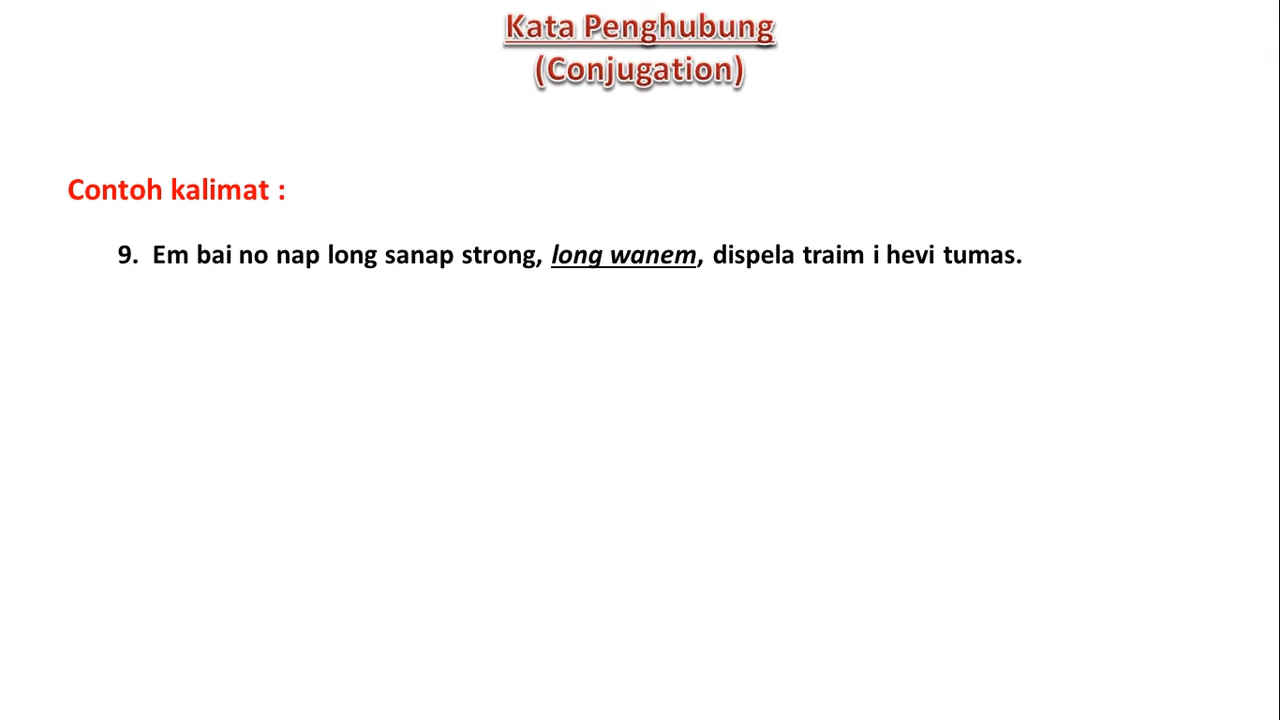 Kata Penghubung
(Conjugation)
Contoh kalimat :
9. Em bai no nap long sanap strong, long wanem, dispela traim i hevi tumas.